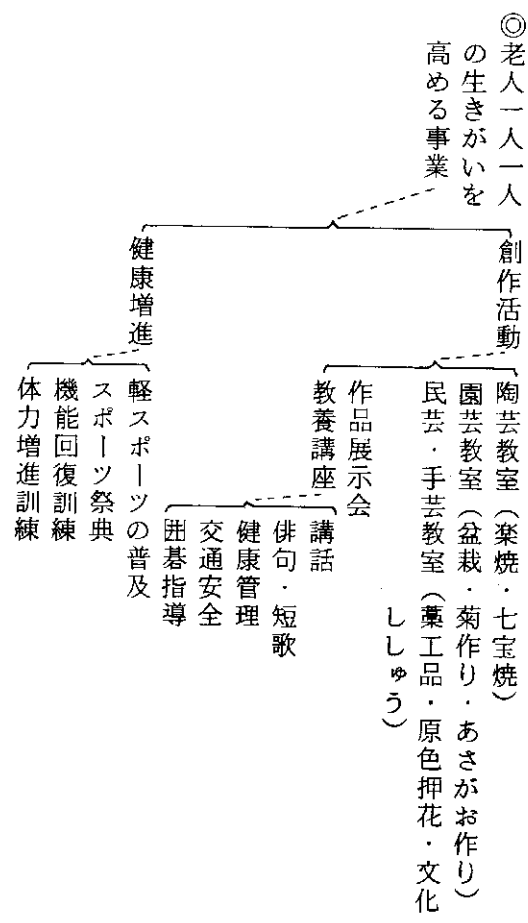 ◎老人一人一人
の生きがいを
高める事業
創作活動
陶芸教室（楽焼・七宝焼）
園芸教室（盆栽・菊作り・あさがお作り）
民芸・手芸教室（藁工品・原色押花・文化
ししゅう）
作品展示会
教養講座
講話
俳句・短歌
健康管理
交通安全
囲碁指導
健康増進
軽スポーツの普及
スポーツ祭典
機能回復訓練
体力増進訓練